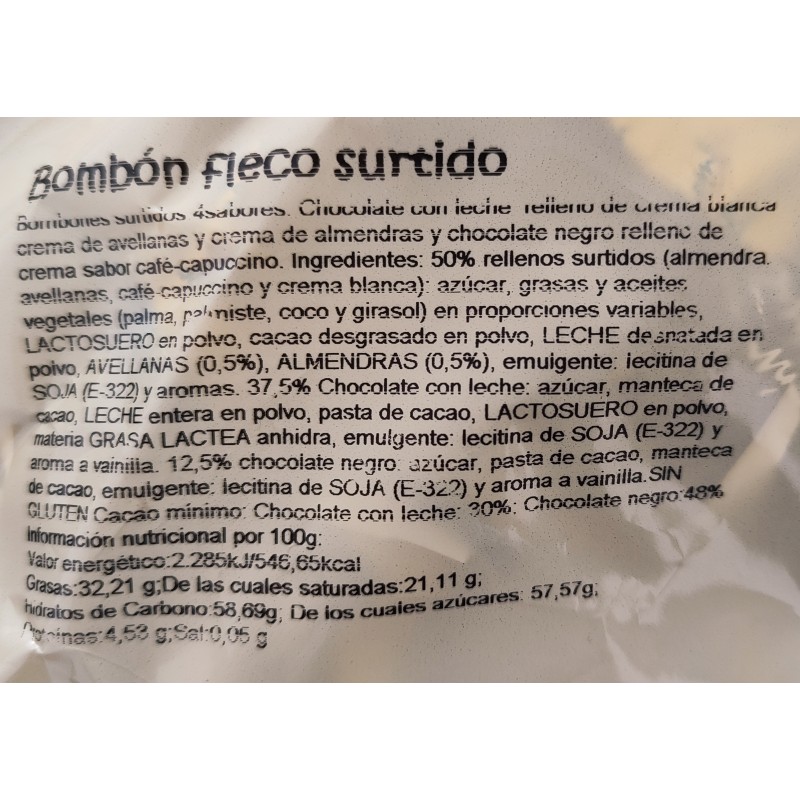 Bombón fleco surtido
Bombones surtidos 4sabores. Chocolate con leche relleno de crema blanca
crema de avellanas y crema de almendras y chocolate negro relleno de
crema sabor café-capuccino. Ingredientes: 50% rellenos surtidos (almendra.
avellanas, café-capuccino y crema blanca): azúcar, grasas y aceites
vegetales (palma, palmiste, coco y girasol) en proporciones variables,
LACTOSUERO en polvo, cacao desgrasado en polvo, LECHE desnatada en
polvo, AVELLANAS (0,5%), ALMENDRAS (0,5%), emulgente: lecitina de
SOJA (E-322) y aromas. 37,5% Chocolate con leche: azúcar, manteca de
cacao, LECHE entera en polvo, pasta de cacao, LACTOSUERO en polvo,
materia GRASA LACTEA anhidra, emulgente: lecitina de SOJA (E-322) y
aroma a vainilla. 12,5% chocolate negro: azúcar, pasta de cacao, manteca
de cacao, emulgente: lecitina de SOJA (E-322) y aroma a vainilla. SIN
GLUTEN Cacao mínimo: Chocolate con leche: 30%: Chocolate negro:48%
Información nutricional por 100g:
Valor energético:2.285kJ/546,65kcal
Grasas:32,21 g;De las cuales saturadas:21,11 g;
hidratos de Carbono:58,69g; De los cuales azúcares: 57,57g;
Proteinas:4,53 g;Sal:0,05 g